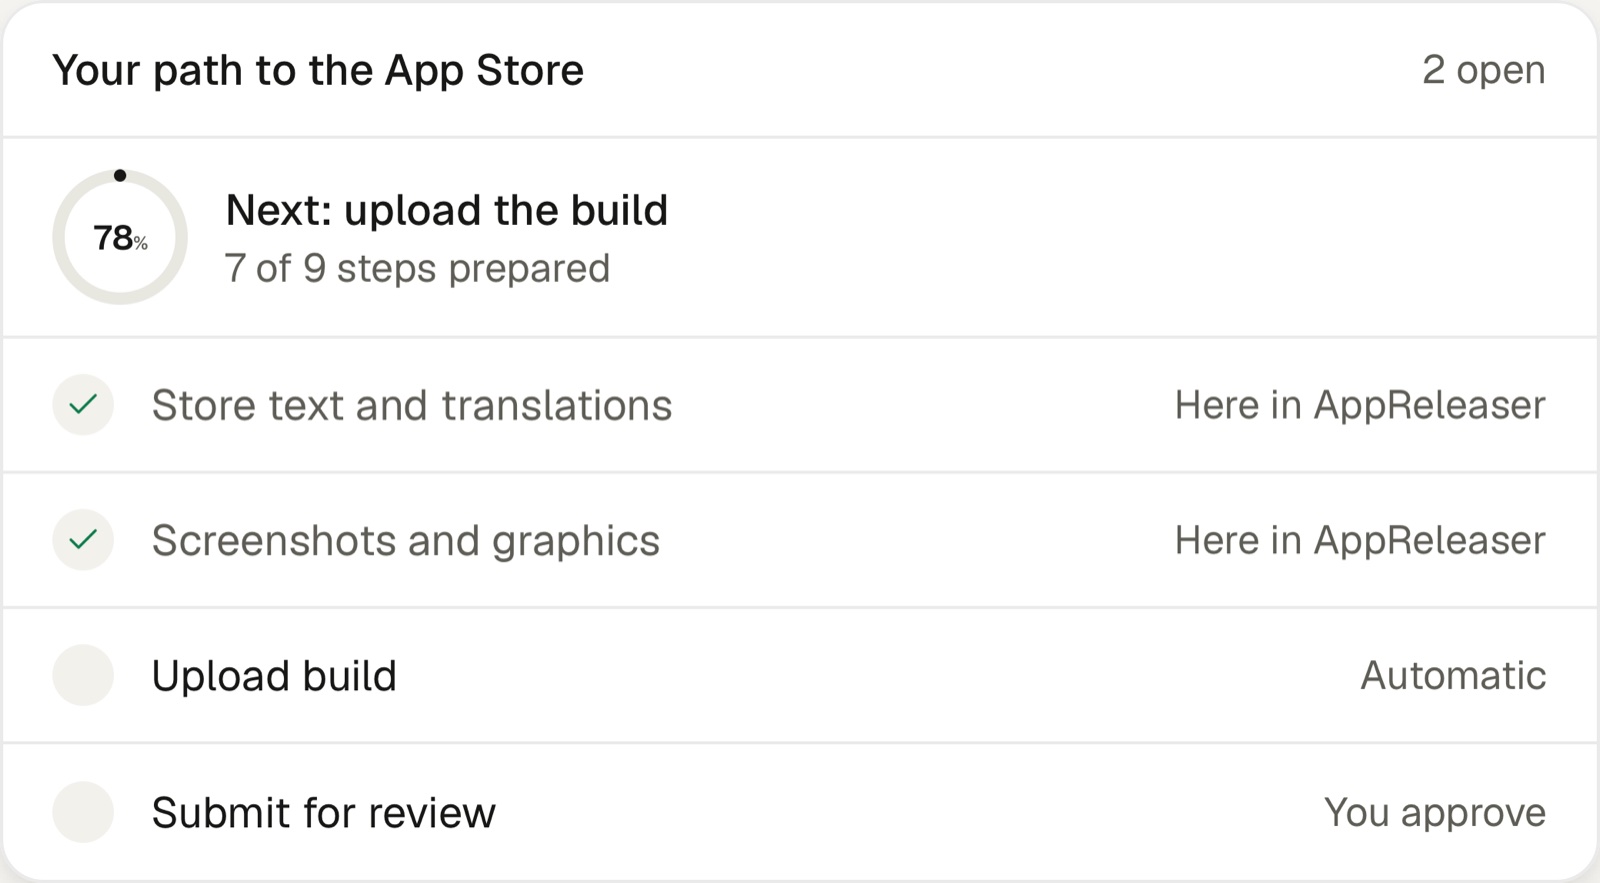 Your path to the App Store
2 open
78%
Next: upload the build
7 of 9 steps prepared
Store text and translations
Here in AppReleaser
Screenshots and graphics
Here in AppReleaser
Upload build
Automatic
Submit for review
You approve